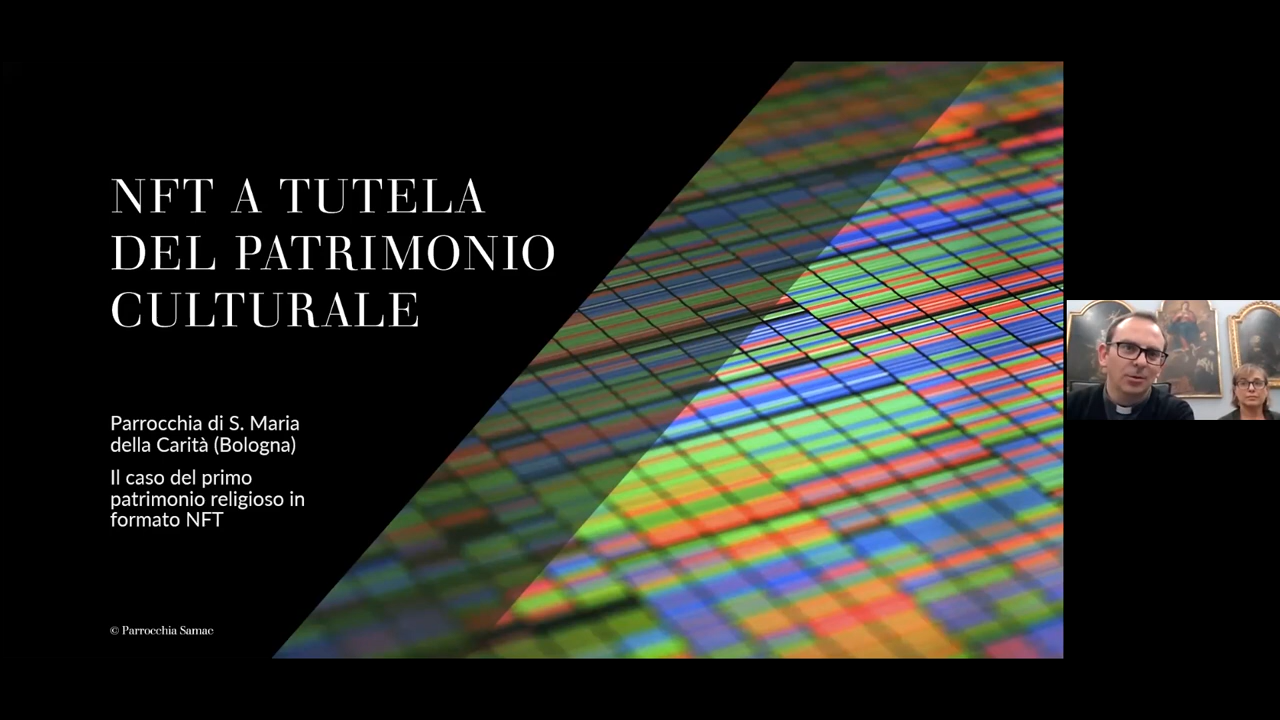 NFT A TUTELA
DEL PATRIMONIO
CULTURALE
Parrocchia di S. Maria
della Carità (Bologna)
Il caso del primo
patrimonio religioso in
formato NFT
© Parrocchia Samac